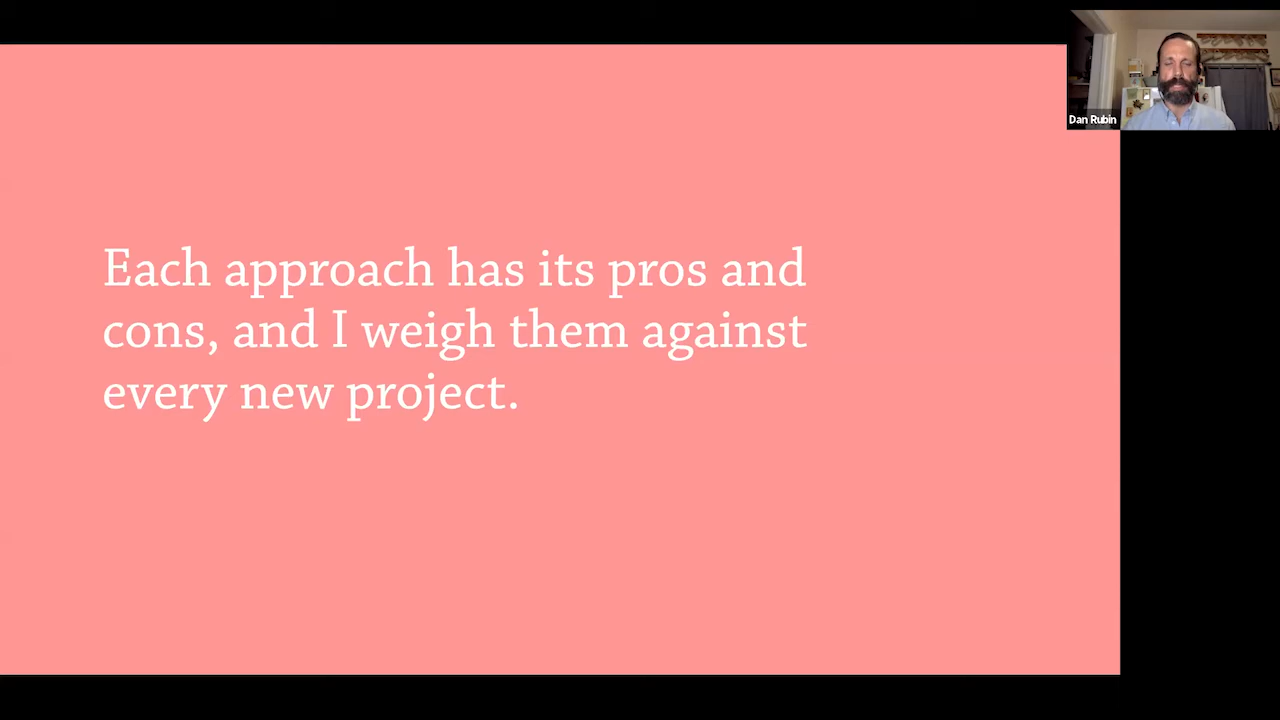 Each approach has its pros and
cons, and I weigh them against
every new project.
Dan Rubin